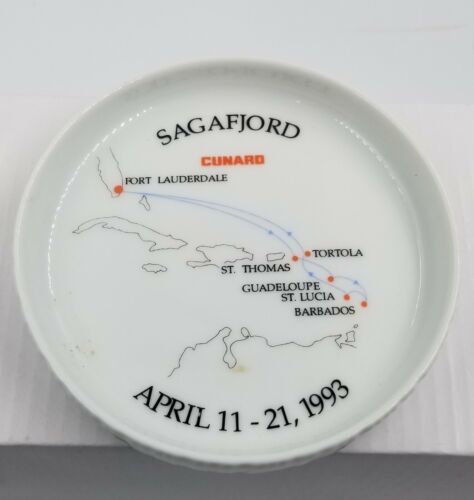 SAGAFJORD
CUNARD
FORT LAUDERDALE
TORTOLA
ST. THOMAS
GUADELOUPE
ST. LUCIA
BARBADOS
APRIL 11 - 21, 1993